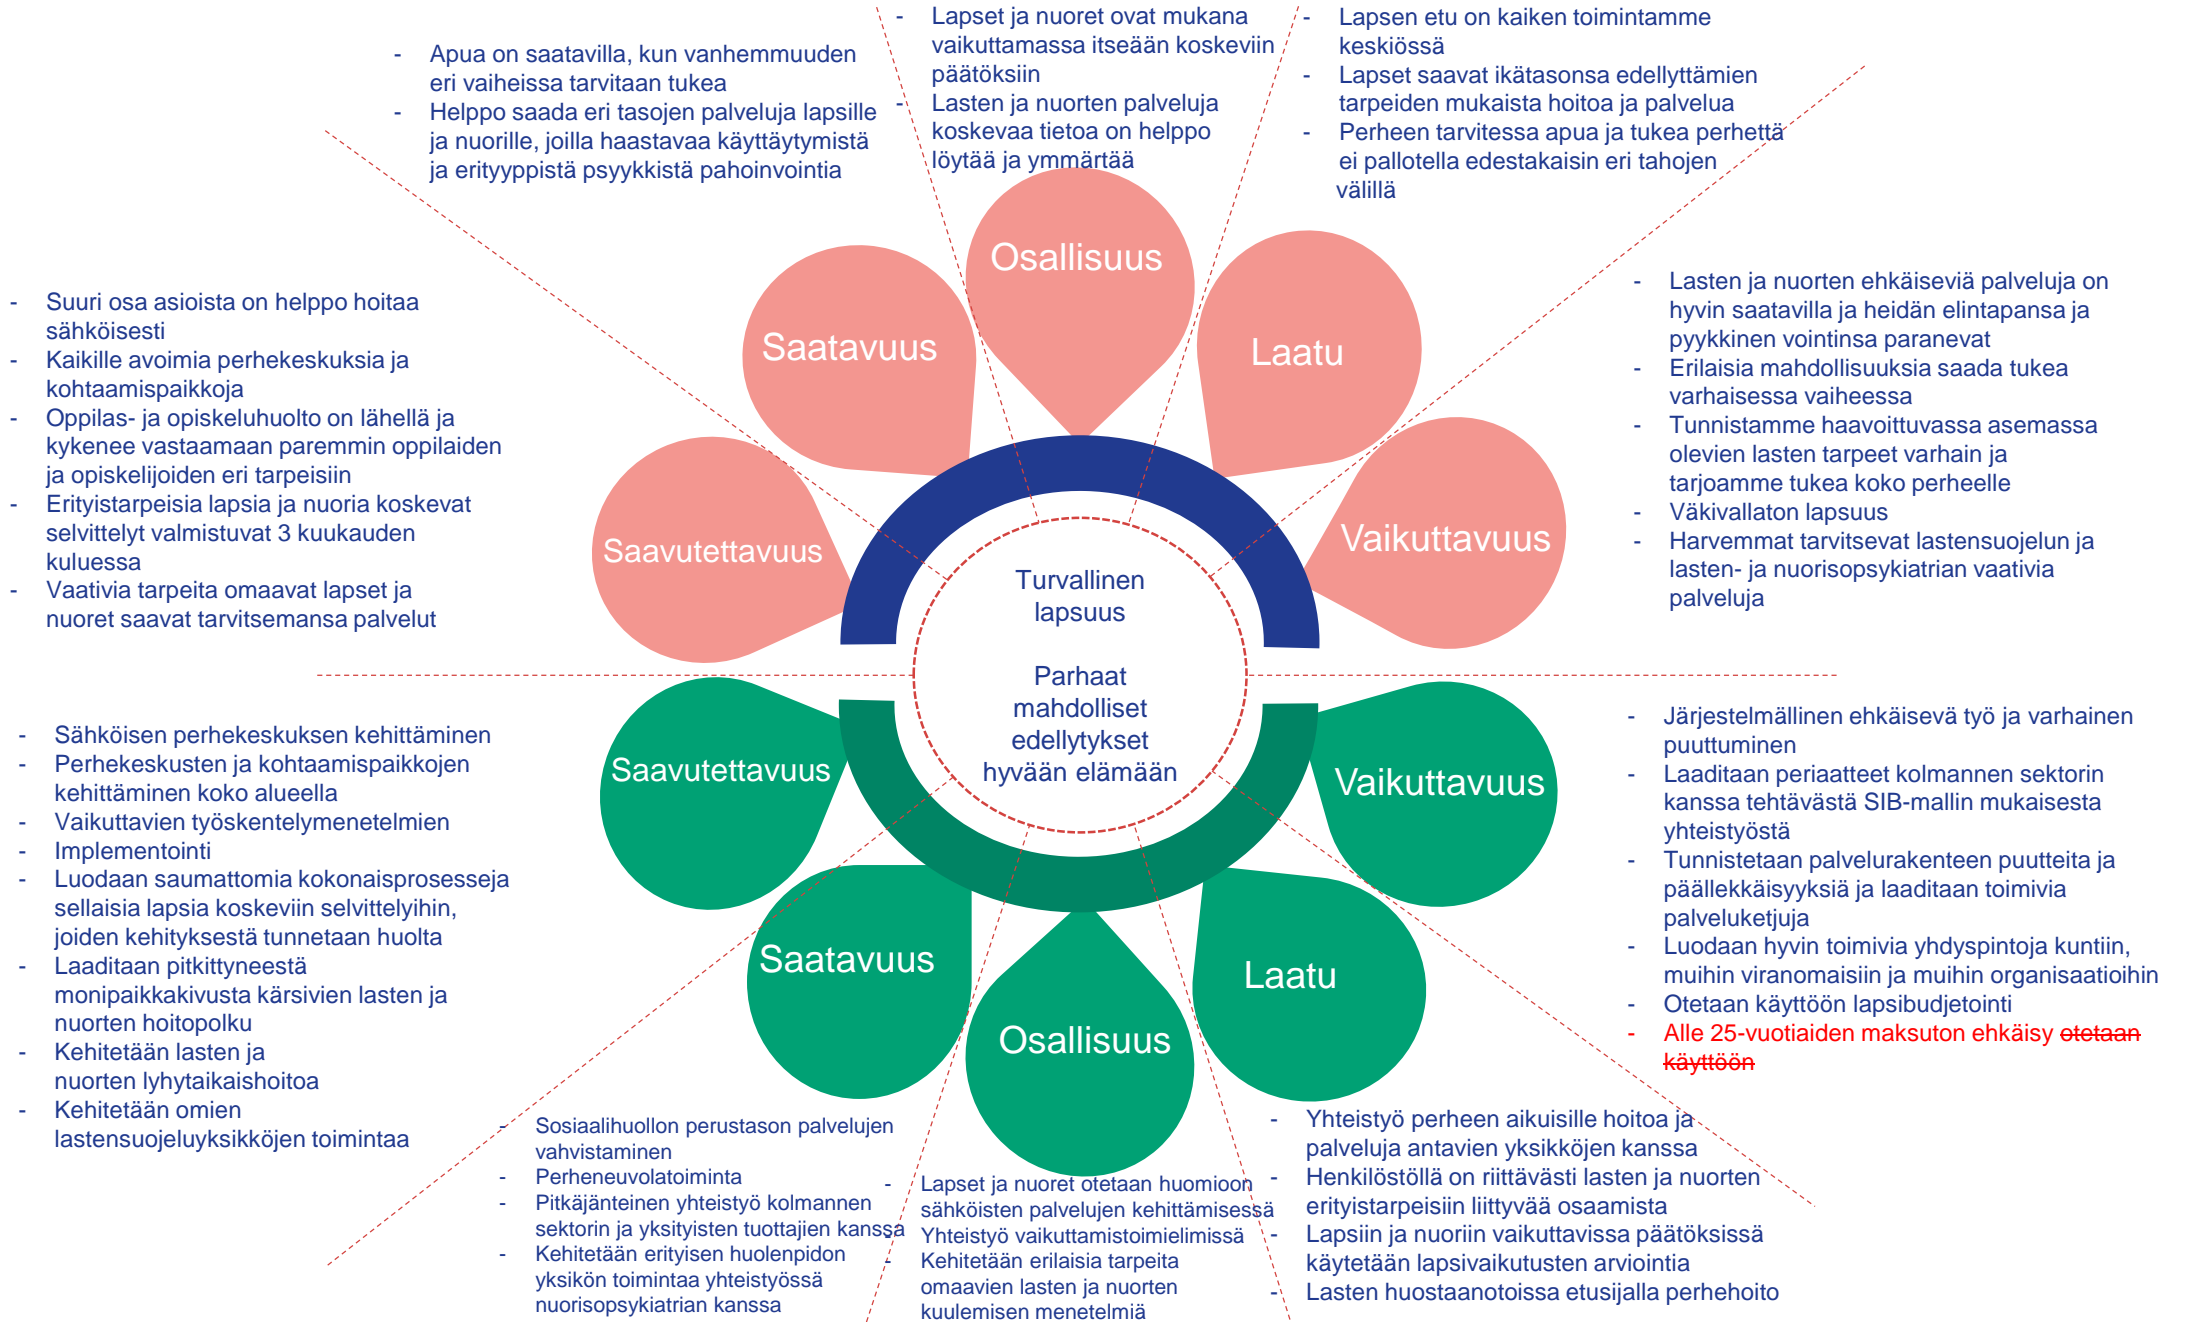 - Apua on saatavilla, kun vanhemmuuden
eri vaiheissa tarvitaan tukea
- Helppo saada eri tasojen palveluja lapsille
ja nuorille, joilla haastavaa käyttäytymistä
ja erityyppistä psyykkistä pahoinvointia
- Lapset ja nuoret ovat mukana
vaikuttamassa itseään koskeviin
päätöksiin
- Lasten ja nuorten palveluja
koskevaa tietoa on helppo
löytää ja ymmärtää
- Lapsen etu on kaiken toimintamme
keskiössä
- Lapset saavat ikätasonsa edellyttämien
tarpeiden mukaista hoitoa ja palvelua
- Perheen tarvitessa apua ja tukea perhettä
ei pallotella edestakaisin eri tahojen
välillä
- Suuri osa asioista on helppo hoitaa
sähköisesti
- Kaikille avoimia perhekeskuksia ja
kohtaamispaikkoja
- Oppilas- ja opiskeluhuolto on lähellä ja
kykenee vastaamaan paremmin oppilaiden
ja opiskelijoiden eri tarpeisiin
- Erityistarpeisia lapsia ja nuoria koskevat
selvittelyt valmistuvat 3 kuukauden
kuluessa
- Vaativia tarpeita omaavat lapset ja
nuoret saavat tarvitsemansa palvelut
Saavutettavuus
Saatavuus
Osallisuus
Laatu
Vaikuttavuus
- Lasten ja nuorten ehkäiseviä palveluja on
hyvin saatavilla ja heidän elintapansa ja
pyykkinen vointinsa paranevat
- Erilaisia mahdollisuuksia saada tukea
varhaisessa vaiheessa
- Tunnistamme haavoittuvassa asemassa
olevien lasten tarpeet varhain ja
tarjoamme tukea koko perheelle
- Väkivallaton lapsuus
- Harvemmat tarvitsevat lastensuojelun ja
lasten- ja nuorisopsykiatrian vaativia
palveluja
Turvallinen
lapsuus
Parhaat
mahdolliset
edellytykset
hyvään elämään
- Sähköisen perhekeskuksen kehittäminen
- Perhekeskusten ja kohtaamispaikkojen
kehittäminen koko alueella
- Vaikuttavien työskentelymenetelmien
- Implementointi
- Luodaan saumattomia kokonaisprosesseja
sellaisia lapsia koskeviin selvittelyihin,
joiden kehityksestä tunnetaan huolta
- Laaditaan pitkittyneestä
monipaikkakivusta kärsivien lasten ja
nuorten hoitopolku
- Kehitetään lasten ja
nuorten lyhytaikaishoitoa
- Kehitetään omien
lastensuojeluyksikköjen toimintaa
Saavutettavuus
Saatavuus
Osallisuus
Laatu
Vaikuttavuus
- Järjestelmällinen ehkäisevä työ ja varhainen
puuttuminen
- Laaditaan periaatteet kolmannen sektorin
kanssa tehtävästä SIB-mallin mukaisesta
yhteistyöstä
- Tunnistetaan palvelurakenteen puutteita ja
päällekkäisyyksiä ja laaditaan toimivia
palveluketjuja
- Luodaan hyvin toimivia yhdyspintoja kuntiin,
muihin viranomaisiin ja muihin organisaatioihin
- Otetaan käyttöön lapsibudjetointi
- Alle 25-vuotiaiden maksuton ehkäisy otetaan
käyttöön
- Sosiaalihuollon perustason palvelujen
vahvistaminen
- Perheneuvolatoiminta
- Pitkäjänteinen yhteistyö kolmannen
sektorin ja yksityisten tuottajien kanssa
- Kehitetään erityisen huolenpidon
yksikön toimintaa yhteistyössä
nuorisopsykiatrian kanssa
- Lapset ja nuoret otetaan huomioon
sähköisten palvelujen kehittämisessä
- Yhteistyö vaikuttamistoimielimissä
- Kehitetään erilaisia tarpeita
omaavien lasten ja nuorten
kuulemisen menetelmiä
- Yhteistyö perheen aikuisille hoitoa ja
palveluja antavien yksikköjen kanssa
- Henkilöstöllä on riittävästi lasten ja nuorten
erityistarpeisiin liittyvää osaamista
- Lapsiin ja nuoriin vaikuttavissa päätöksissä
käytetään lapsivaikutusten arviointia
- Lasten huostaanotoissa etusijalla perhehoito